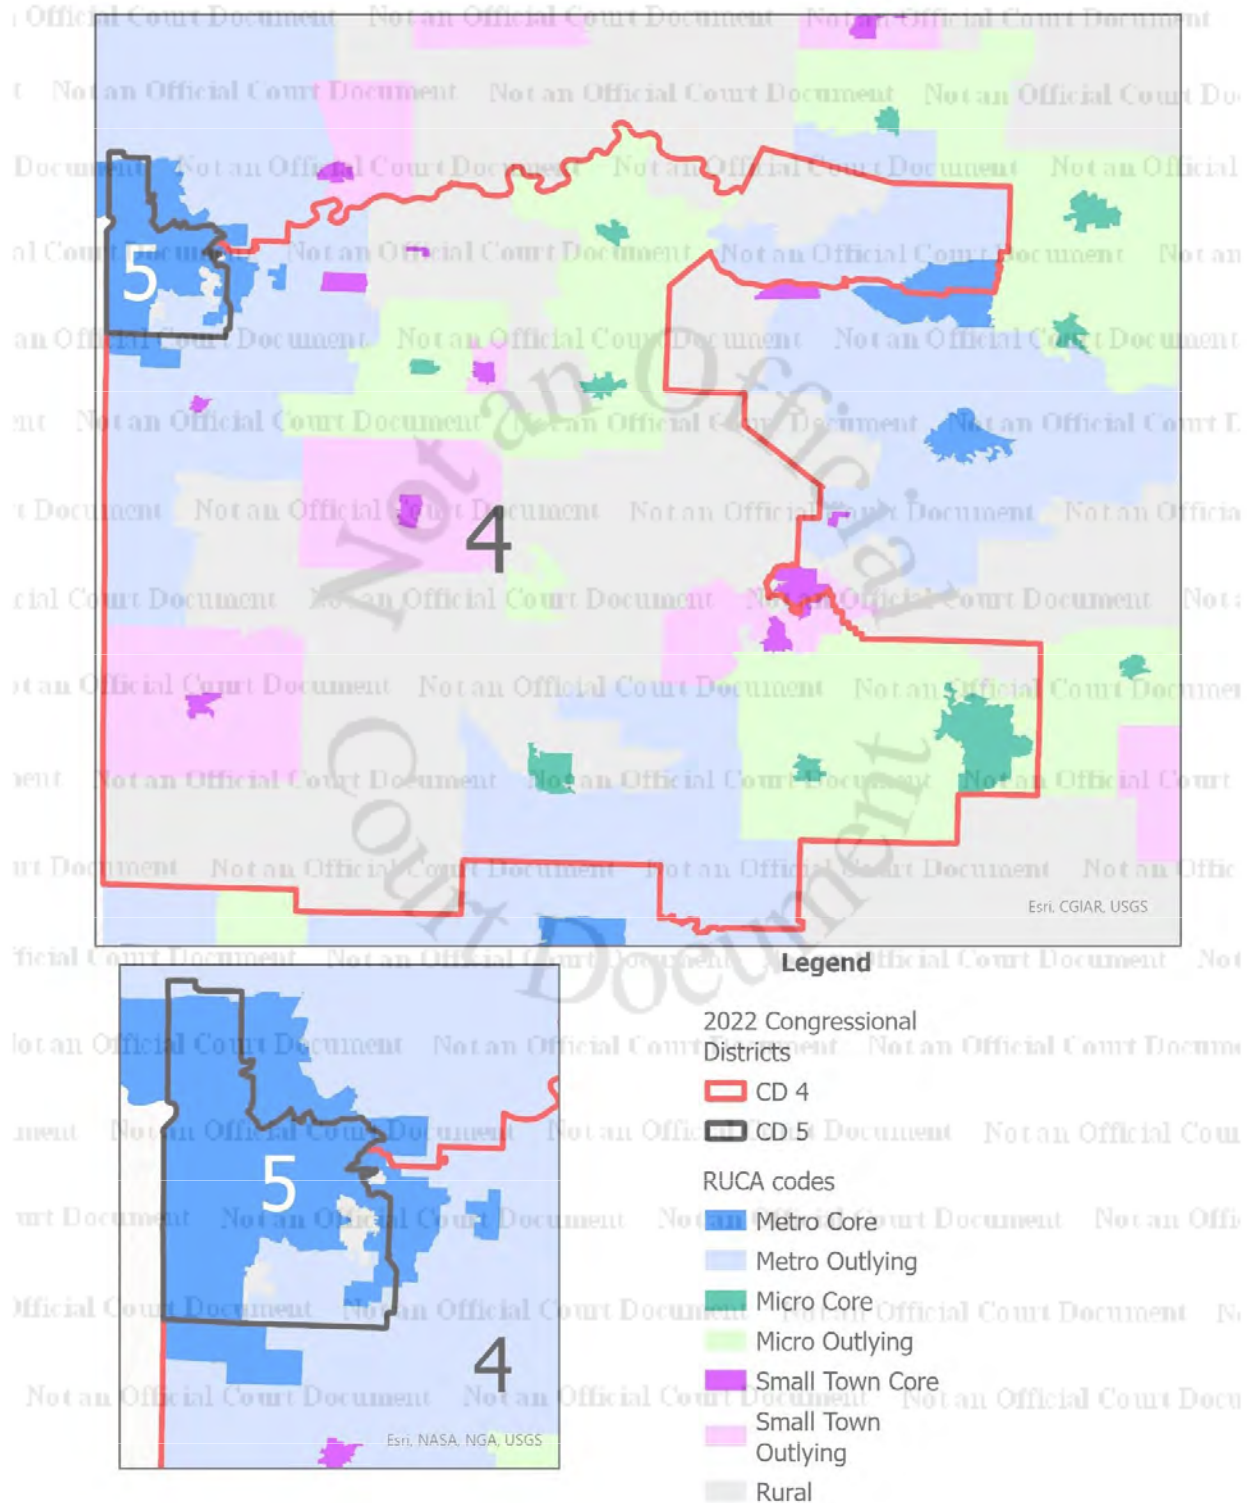 Not an Official Court Document
5
4
Esri, CGIAR, USGS
5
4
Esri, NASA, NGA, USGS
Legend
2022 Congressional
Districts
CD 4
CD 5
RUCA codes
Metro Core
Metro Outlying
Micro Core
Micro Outlying
Small Town Core
Small Town
Outlying
Rural